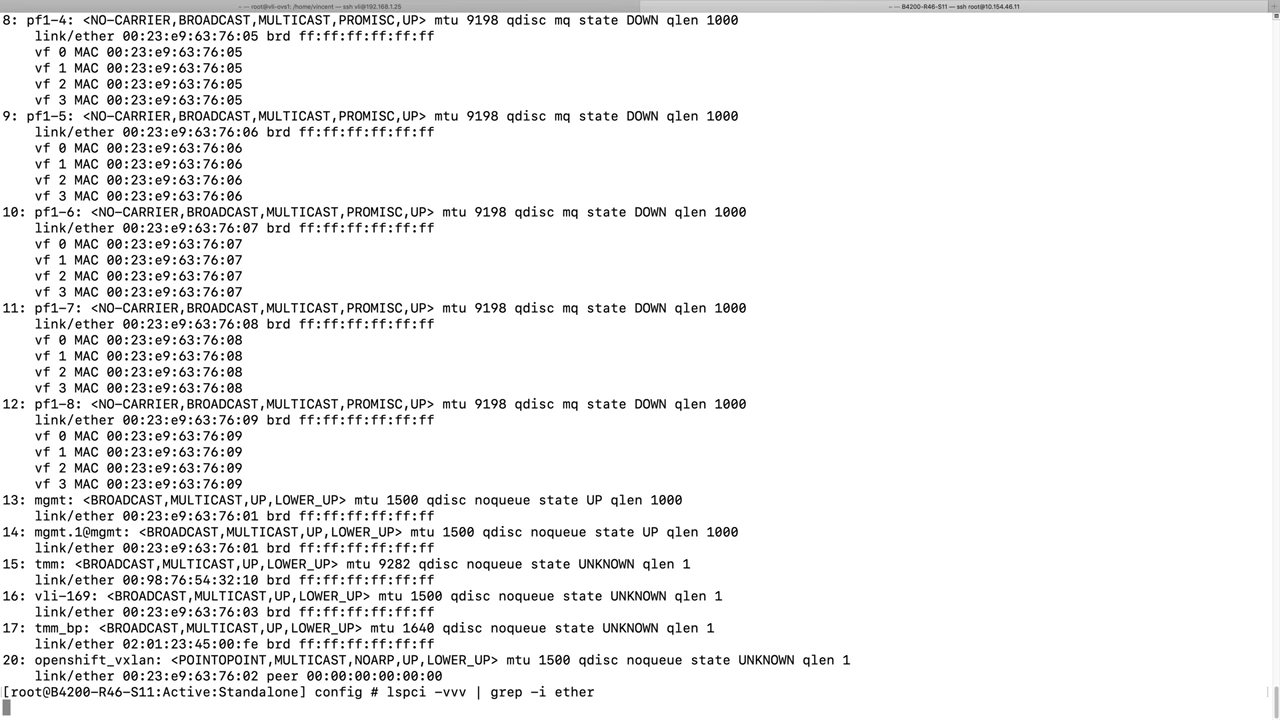 ~ — root@vli-ovs1: /home/vincent — ssh vli@192.168.1.25
~ — B4200-R46-S11 — ssh root@10.154.46.11
8: pf1-4: <NO-CARRIER,BROADCAST,MULTICAST,PROMISC,UP> mtu 9198 qdisc mq state DOWN qlen 1000
link/ether 00:23:e9:63:76:05 brd ff:ff:ff:ff:ff:ff
vf 0 MAC 00:23:e9:63:76:05
vf 1 MAC 00:23:e9:63:76:05
vf 2 MAC 00:23:e9:63:76:05
vf 3 MAC 00:23:e9:63:76:05
9: pf1-5: <NO-CARRIER,BROADCAST,MULTICAST,PROMISC,UP> mtu 9198 qdisc mq state DOWN qlen 1000
link/ether 00:23:e9:63:76:06 brd ff:ff:ff:ff:ff:ff
vf 0 MAC 00:23:e9:63:76:06
vf 1 MAC 00:23:e9:63:76:06
vf 2 MAC 00:23:e9:63:76:06
vf 3 MAC 00:23:e9:63:76:06
10: pf1-6: <NO-CARRIER,BROADCAST,MULTICAST,PROMISC,UP> mtu 9198 qdisc mq state DOWN qlen 1000
link/ether 00:23:e9:63:76:07 brd ff:ff:ff:ff:ff:ff
vf 0 MAC 00:23:e9:63:76:07
vf 1 MAC 00:23:e9:63:76:07
vf 2 MAC 00:23:e9:63:76:07
vf 3 MAC 00:23:e9:63:76:07
11: pf1-7: <NO-CARRIER,BROADCAST,MULTICAST,PROMISC,UP> mtu 9198 qdisc mq state DOWN qlen 1000
link/ether 00:23:e9:63:76:08 brd ff:ff:ff:ff:ff:ff
vf 0 MAC 00:23:e9:63:76:08
vf 1 MAC 00:23:e9:63:76:08
vf 2 MAC 00:23:e9:63:76:08
vf 3 MAC 00:23:e9:63:76:08
12: pf1-8: <NO-CARRIER,BROADCAST,MULTICAST,PROMISC,UP> mtu 9198 qdisc mq state DOWN qlen 1000
link/ether 00:23:e9:63:76:09 brd ff:ff:ff:ff:ff:ff
vf 0 MAC 00:23:e9:63:76:09
vf 1 MAC 00:23:e9:63:76:09
vf 2 MAC 00:23:e9:63:76:09
vf 3 MAC 00:23:e9:63:76:09
13: mgmt: <BROADCAST,MULTICAST,UP,LOWER_UP> mtu 1500 qdisc noqueue state UP qlen 1000
link/ether 00:23:e9:63:76:01 brd ff:ff:ff:ff:ff:ff
14: mgmt.1@mgmt: <BROADCAST,MULTICAST,UP,LOWER_UP> mtu 1500 qdisc noqueue state UP qlen 1000
link/ether 00:23:e9:63:76:01 brd ff:ff:ff:ff:ff:ff
15: tmm: <BROADCAST,MULTICAST,UP,LOWER_UP> mtu 9282 qdisc noqueue state UNKNOWN qlen 1
link/ether 00:98:76:54:32:10 brd ff:ff:ff:ff:ff:ff
16: vli-169: <BROADCAST,MULTICAST,UP,LOWER_UP> mtu 1500 qdisc noqueue state UNKNOWN qlen 1
link/ether 00:23:e9:63:76:03 brd ff:ff:ff:ff:ff:ff
17: tmm_bp: <BROADCAST,MULTICAST,UP,LOWER_UP> mtu 1640 qdisc noqueue state UNKNOWN qlen 1
link/ether 02:01:23:45:00:fe brd ff:ff:ff:ff:ff:ff
20: openshift_vxlan: <POINTOPOINT,MULTICAST,NOARP,UP,LOWER_UP> mtu 1500 qdisc noqueue state UNKNOWN qlen 1
link/ether 00:23:e9:63:76:02 peer 00:00:00:00:00:00
[root@B4200-R46-S11:Active:Standalone] config # lspci -vvv | grep -i ether